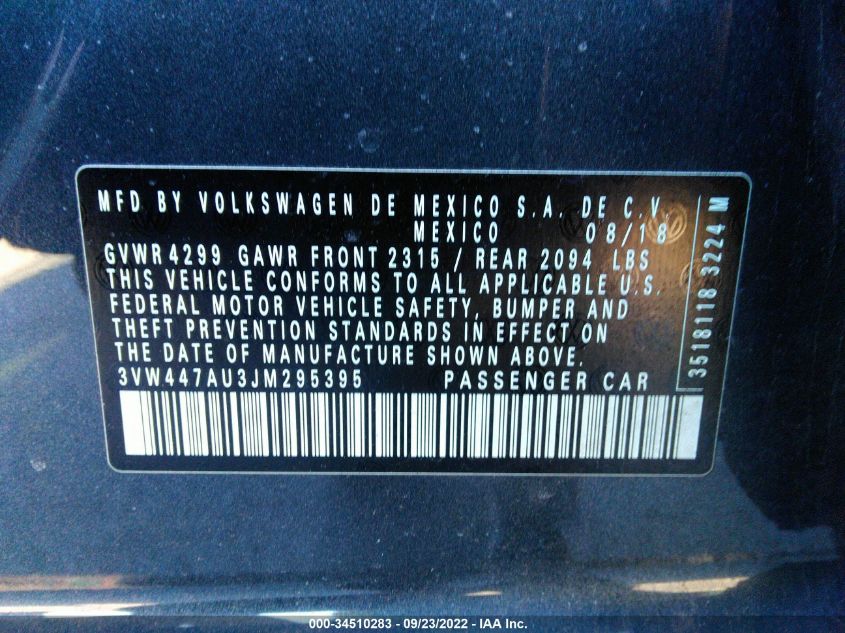 MFD BY VOLKSWAGEN DE MEXICO S.A. DE C.V.
MEXICO 08/18
GVWR 4299 GAWR FRONT 2315 / REAR 2094 LBS
THIS VEHICLE CONFORMS TO ALL APPLICABLE U.S.
FEDERAL MOTOR VEHICLE SAFETY, BUMPER AND
THEFT PREVENTION STANDARDS IN EFFECT ON
THE DATE OF MANUFACTURE SHOWN ABOVE.
3VW447AU3JM295395 PASSENGER CAR
3518118 3224 M
000-34510283 - 09/23/2022 - IAA Inc.